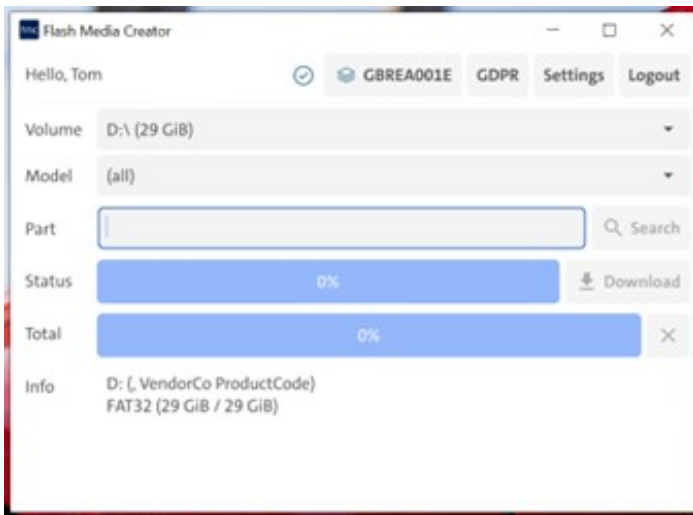 Flash Media Creator
Hello, Tom GBREA001E GDPR Settings Logout
Volume D:\ (29 GiB)
Model (all)
Part Search
Status 0% Download
Total 0%
Info D: (, VendorCo ProductCode)
FAT32 (29 GiB / 29 GiB)